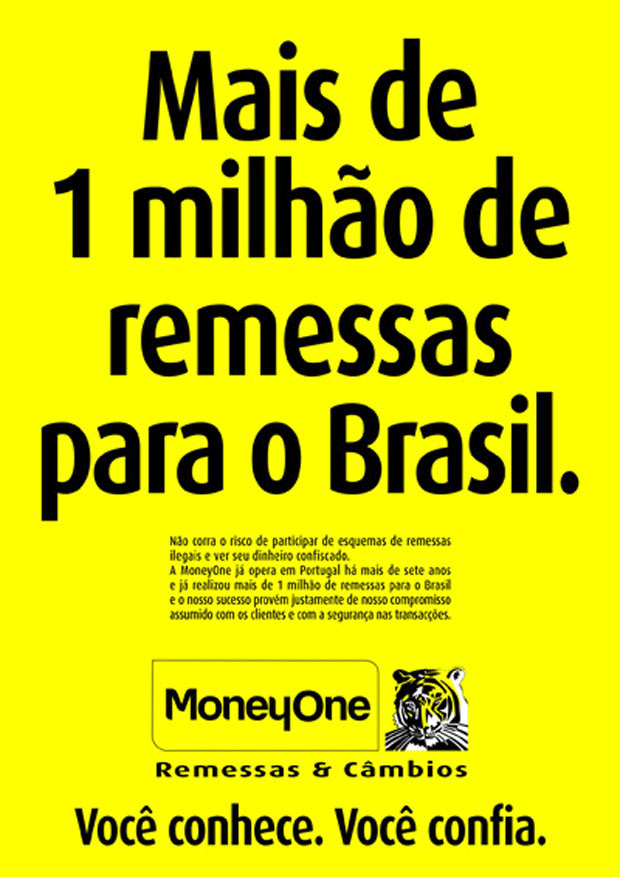 Mais de
1 milhão de
remessas
para o Brasil.
Não corra o risco de participar de esquemas de remessas
ilegais e ver seu dinheiro confiscado.
A MoneyOne já opera em Portugal há mais de sete anos
e já realizou mais de 1 milhão de remessas para o Brasil
e o nosso sucesso provém justamente de nosso compromisso
assumido com os clientes e com a segurança nas transacções.
MoneyOne
Remessas & Câmbios
Você conhece. Você confia.